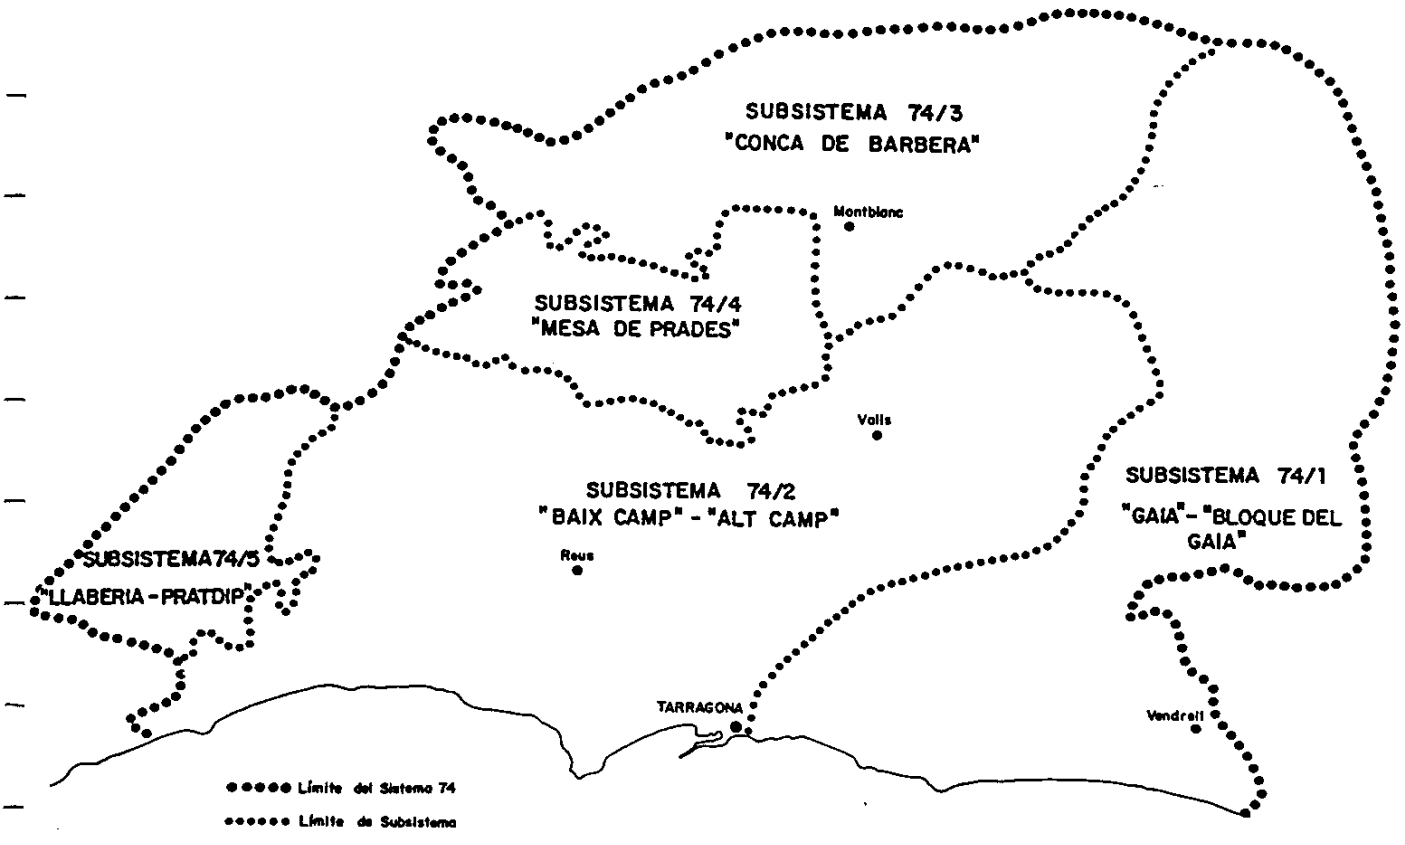 SUBSISTEMA 74/3
"CONCA DE BARBERA"
Montblanc
SUBSISTEMA 74/4
"MESA DE PRADES"
Valls
SUBSISTEMA 74/1
"GAIA"-"BLOQUE DEL
GAIA"
SUBSISTEMA 74/2
"BAIX CAMP" - "ALT CAMP"
Reus
SUBSISTEMA 74/5
"LLABERIA-PRATDIP"
TARRAGONA
Vendrell
Límite del Sistema 74
Límite de Subsistema